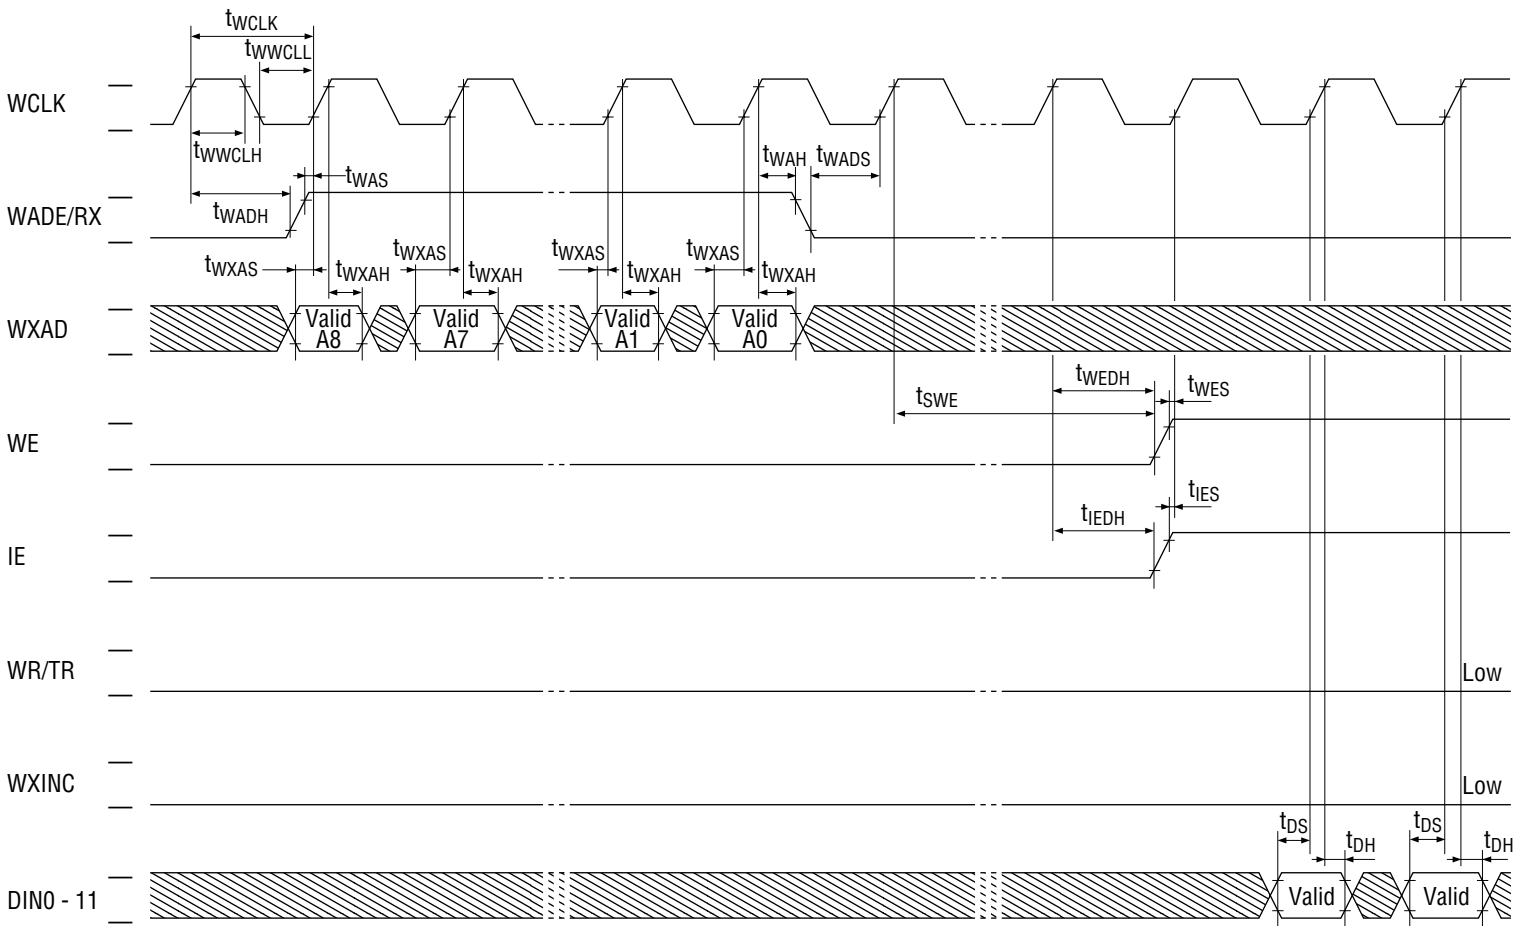 tWCLK
tWWCLL
WCLK
tWWCLH
tWAS
tWAH tWADS
WADE/RX
tWADH
tWXAS tWXAH tWXAS tWXAH tWXAS tWXAH tWXAS tWXAH
WXAD
Valid A8
Valid A7
Valid A1
Valid A0
tWEDH
tWES
tSWE
WE
tIES
tIEDH
IE
WR/TR
Low
WXINC
Low
tDS tDH tDS tDH
DIN0 - 11
Valid
Valid